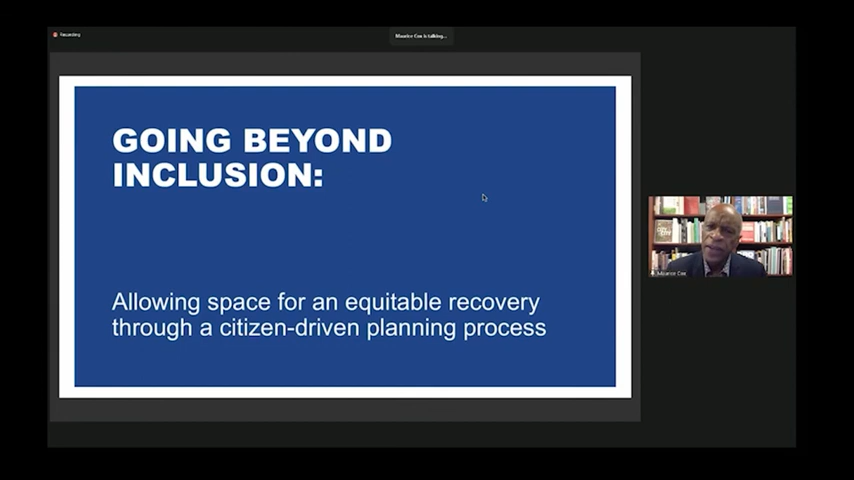 Recording
Maurice Cox is talking...
GOING BEYOND
INCLUSION:
Allowing space for an equitable recovery
through a citizen-driven planning process
Maurice Cox